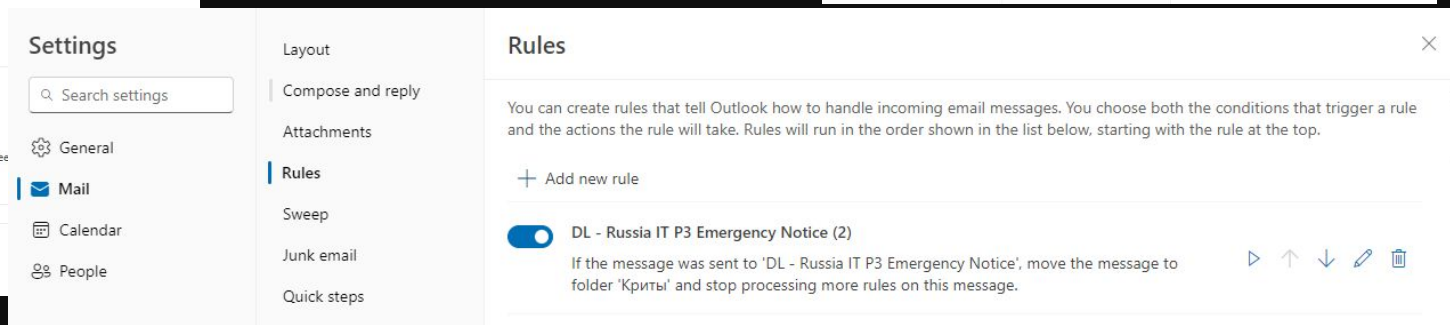 Settings
Search settings
General
Mail
Calendar
People
Layout
Compose and reply
Attachments
Rules
Sweep
Junk email
Quick steps
Rules
You can create rules that tell Outlook how to handle incoming email messages. You choose both the conditions that trigger a rule
and the actions the rule will take. Rules will run in the order shown in the list below, starting with the rule at the top.
Add new rule
DL - Russia IT P3 Emergency Notice (2)
If the message was sent to 'DL - Russia IT P3 Emergency Notice', move the message to
folder 'Криты' and stop processing more rules on this message.